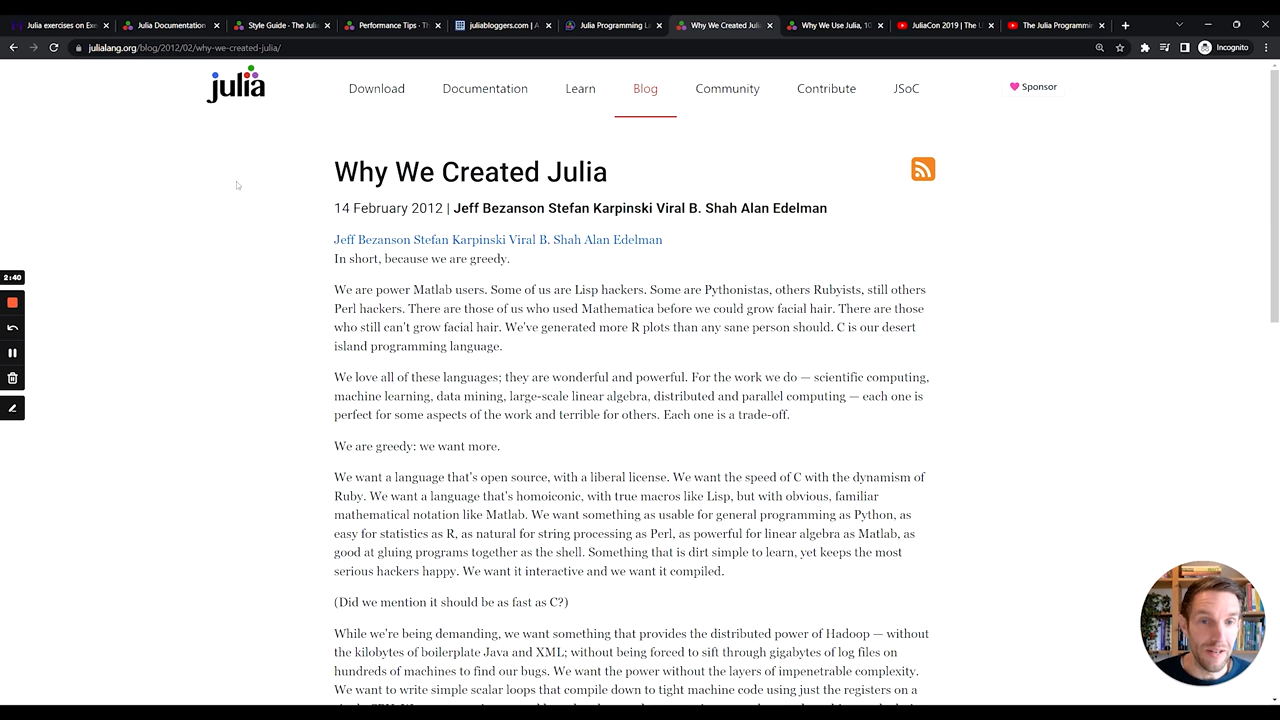 Julia exercises on Exe
Julia Documentation
Style Guide · The Juli
Performance Tips · Th
juliabloggers.com | A
Julia Programming La
Why We Created Juli
Why We Use Julia, 10
JuliaCon 2019 | The U
The Julia Programmi
julialang.org/blog/2012/02/why-we-created-julia/
Incognito
julia
Download
Documentation
Learn
Blog
Community
Contribute
JSoC
Sponsor
Why We Created Julia
14 February 2012 | Jeff Bezanson Stefan Karpinski Viral B. Shah Alan Edelman
Jeff Bezanson Stefan Karpinski Viral B. Shah Alan Edelman
In short, because we are greedy.
2:40
We are power Matlab users. Some of us are Lisp hackers. Some are Pythonistas, others Rubyists, still others
Perl hackers. There are those of us who used Mathematica before we could grow facial hair. There are those
who still can't grow facial hair. We've generated more R plots than any sane person should. C is our desert
island programming language.
We love all of these languages; they are wonderful and powerful. For the work we do — scientific computing,
machine learning, data mining, large-scale linear algebra, distributed and parallel computing — each one is
perfect for some aspects of the work and terrible for others. Each one is a trade-off.
We are greedy: we want more.
We want a language that's open source, with a liberal license. We want the speed of C with the dynamism of
Ruby. We want a language that's homoiconic, with true macros like Lisp, but with obvious, familiar
mathematical notation like Matlab. We want something as usable for general programming as Python, as
easy for statistics as R, as natural for string processing as Perl, as powerful for linear algebra as Matlab, as
good at gluing programs together as the shell. Something that is dirt simple to learn, yet keeps the most
serious hackers happy. We want it interactive and we want it compiled.
(Did we mention it should be as fast as C?)
While we're being demanding, we want something that provides the distributed power of Hadoop — without
the kilobytes of boilerplate Java and XML; without being forced to sift through gigabytes of log files on
hundreds of machines to find our bugs. We want the power without the layers of impenetrable complexity.
We want to write simple scalar loops that compile down to tight machine code using just the registers on a